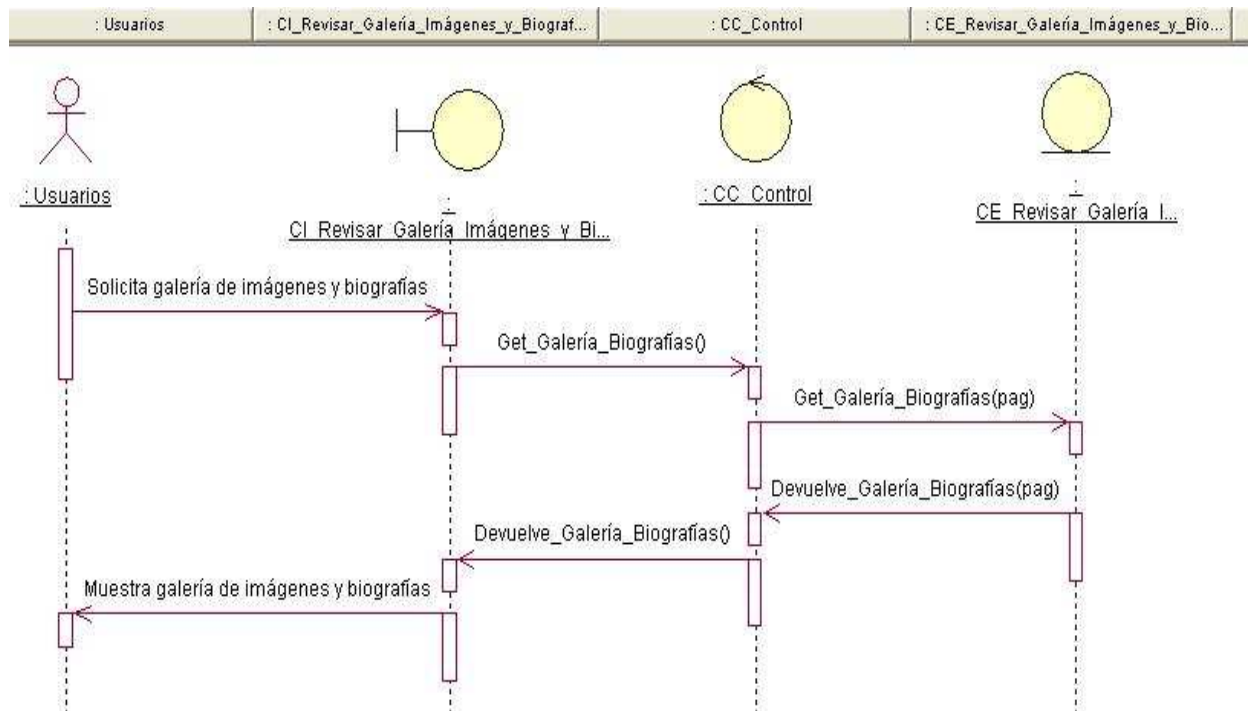 : Usuarios
: CI_Revisar_Galería_Imágenes_y_Biograf...
: CC_Control
: CE_Revisar_Galería_Imágenes_y_Bio...
: Usuarios
:
CI_Revisar_Galería_Imágenes_y_Bi...
: CC_Control
:
CE_Revisar_Galería_I...
Solicita galería de imágenes y biografías
Get_Galería_Biografías()
Get_Galería_Biografías(pag)
Devuelve_Galería_Biografías(pag)
Devuelve_Galería_Biografías()
Muestra galería de imágenes y biografías